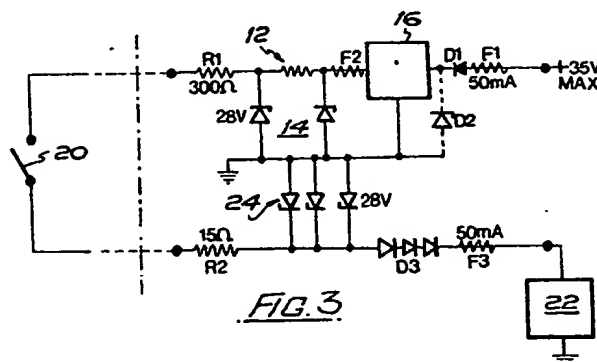 12
16
R1
300Ω
F2
D1
F1
50mA
+35V
MAX
28V
14
D2
20
24
28V
15Ω
R2
D3
50mA
F3
22
FIG. 3